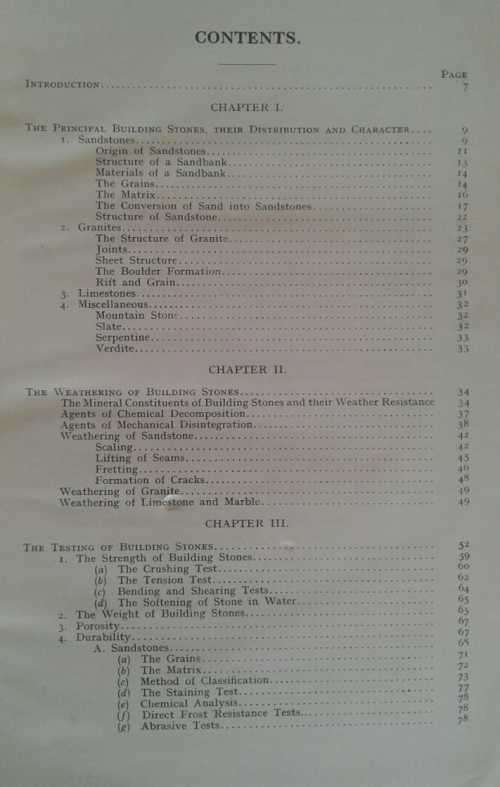 CONTENTS.
PAGE
INTRODUCTION 7
CHAPTER I.
THE PRINCIPAL BUILDING STONES, THEIR DISTRIBUTION AND CHARACTER.... 9
1. Sandstones 9
Origin of Sandstones 11
Structure of a Sandbank 13
Materials of a Sandbank 14
The Grains 14
The Matrix 16
The Conversion of Sand into Sandstones 17
Structure of Sandstone 22
2. Granites 23
The Structure of Granite 27
Joints 29
Sheet Structure 29
The Boulder Formation 29
Rift and Grain 30
3. Limestones 31
4. Miscellaneous 32
Mountain Stone 32
Slate 32
Serpentine 33
Verdite 33
CHAPTER II.
THE WEATHERING OF BUILDING STONES 34
The Mineral Constituents of Building Stones and their Weather Resistance 34
Agents of Chemical Decomposition 37
Agents of Mechanical Disintegration 38
Weathering of Sandstone 42
Scaling 42
Lifting of Seams 45
Fretting 46
Formation of Cracks 48
Weathering of Granite 49
Weathering of Limestone and Marble 49
CHAPTER III.
THE TESTING OF BUILDING STONES 52
1. The Strength of Building Stones 59
(a) The Crushing Test 60
(b) The Tension Test 62
(c) Bending and Shearing Tests 64
(d) The Softening of Stone in Water 65
2. The Weight of Building Stones 65
3. Porosity 67
4. Durability 67
A. Sandstones 68
(a) The Grains 71
(b) The Matrix 72
(c) Method of Classification 73
(d) The Staining Test 77
(e) Chemical Analysis 78
(f) Direct Frost Resistance Tests 78
(g) Abrasive Tests 78